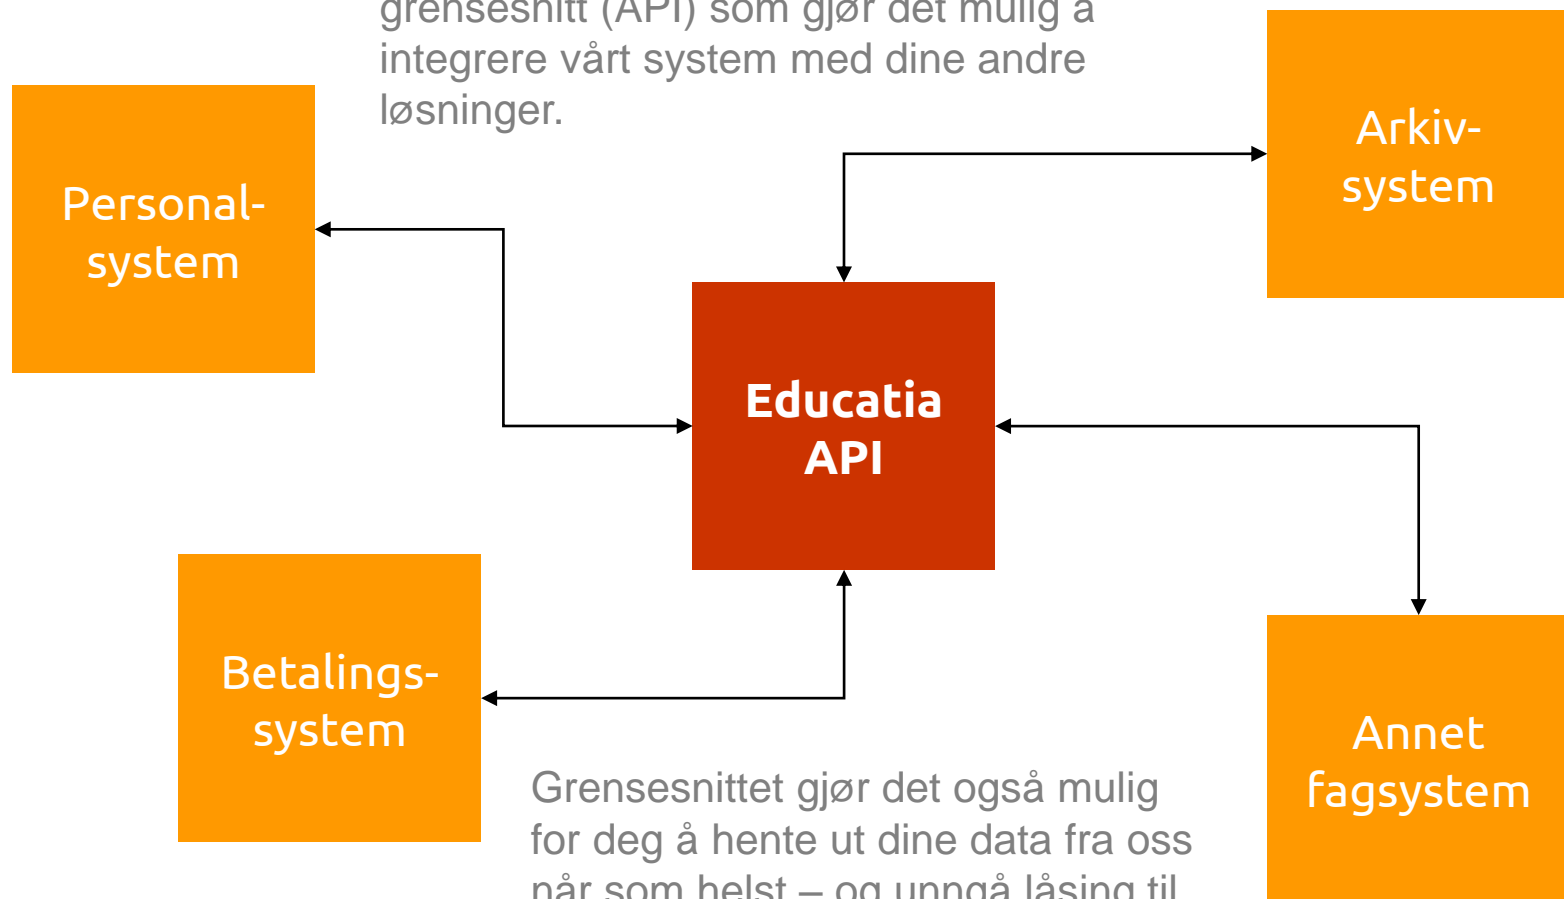 grensesnitt (API) som gjør det mulig å
integrere vårt system med dine andre
løsninger.
Arkiv-
system
Personal-
system
Educatia
API
Betalings-
system
Annet
fagsystem
Grensesnittet gjør det også mulig
for deg å hente ut dine data fra oss
når som helst – og unngå låsing til